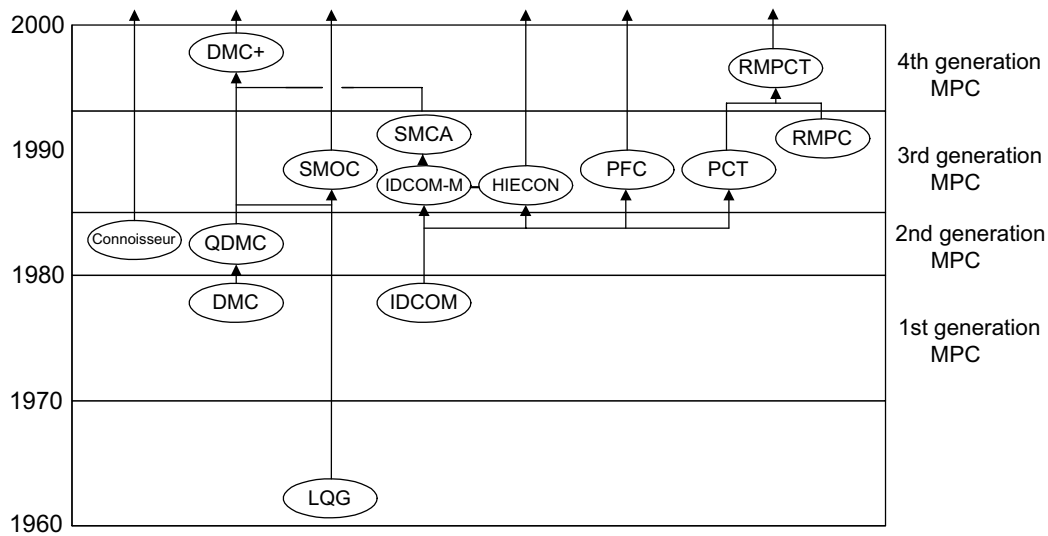 2000
DMC+
RMPCT
4th generation
MPC
SMCA
RMPC
1990
SMOC
IDCOM-M
HIECON
PFC
PCT
3rd generation
MPC
Connoisseur
QDMC
2nd generation
MPC
1980
DMC
IDCOM
1st generation
MPC
1970
LQG
1960